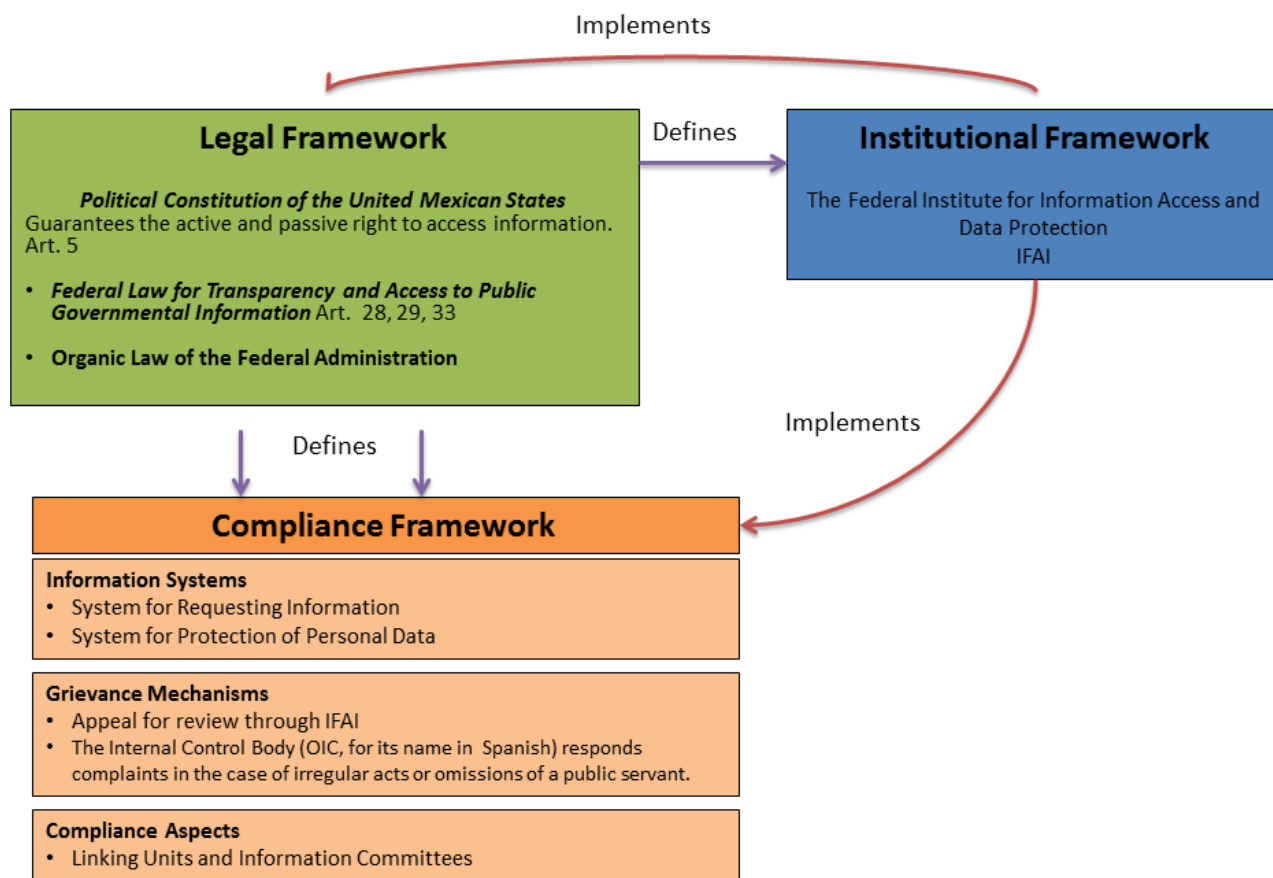 Implements
Legal Framework
Political Constitution of the United Mexican States
Guarantees the active and passive right to access information.
Art. 5
• Federal Law for Transparency and Access to Public
Governmental Information Art. 28, 29, 33
• Organic Law of the Federal Administration
Defines
Institutional Framework
The Federal Institute for Information Access and
Data Protection
IFAI
Defines
Implements
Compliance Framework
Information Systems
• System for Requesting Information
• System for Protection of Personal Data
Grievance Mechanisms
• Appeal for review through IFAI
• The Internal Control Body (OIC, for its name in Spanish) responds
complaints in the case of irregular acts or omissions of a public servant.
Compliance Aspects
• Linking Units and Information Committees